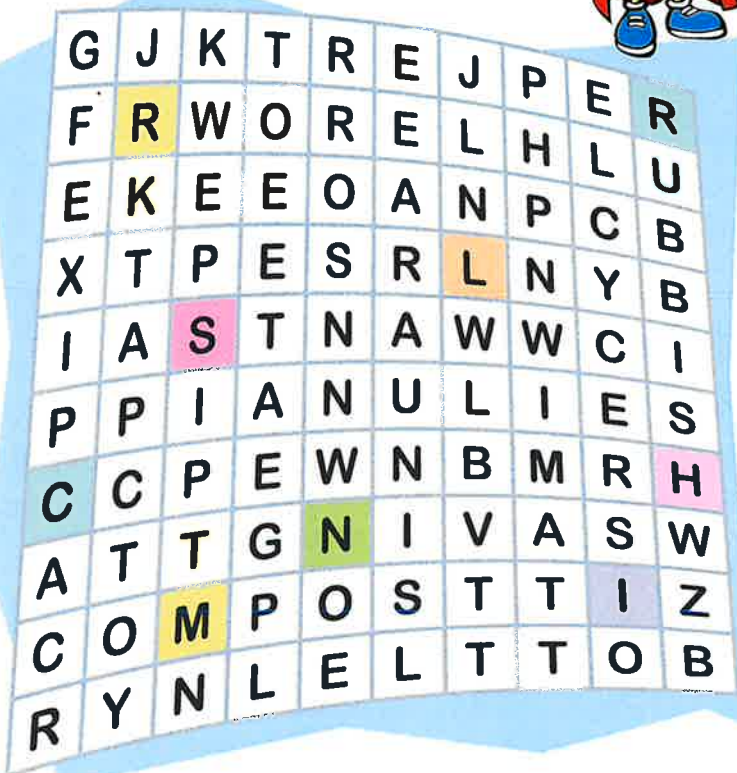 G J K T R E J P E R
F R W O R E L H L U
E K E E O A N P C B
X T P E S R L N Y B
I A S T N A W W C I
P P I A N U L I E S
C C P E W N B M R H
A T T G N I V A S W
C O M P O S T T I Z
R Y N L E L T T O B